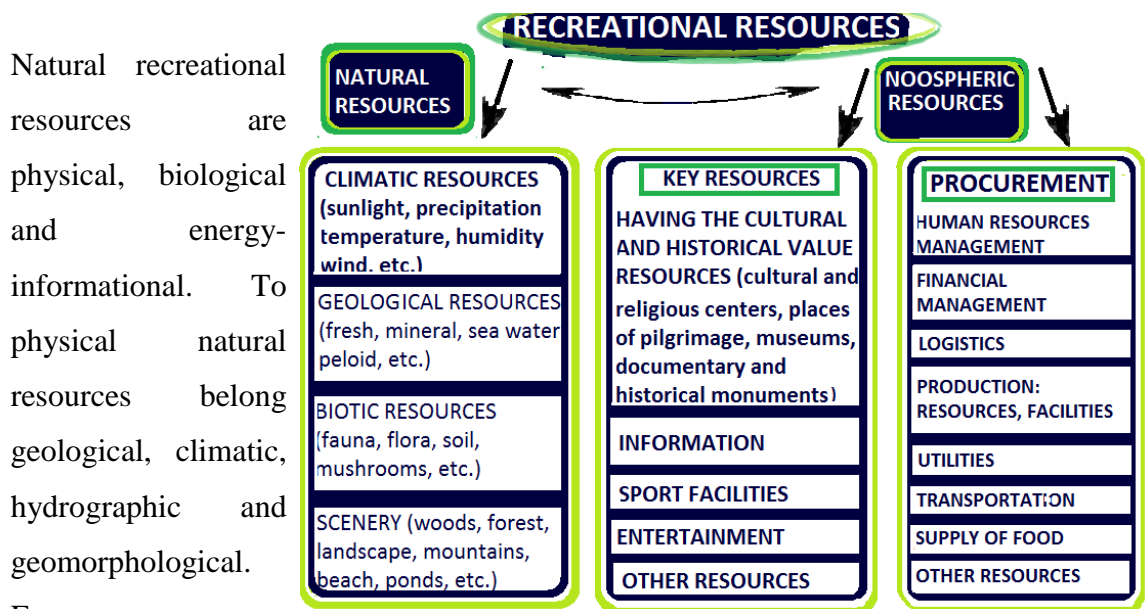 Natural recreational
resources are
physical, biological
and energy-
informational. To
physical natural
resources belong
geological, climatic,
hydrographic and
geomorphological.
RECREATIONAL RESOURCES
NATURAL
RESOURCES
NOOSPHERIC
RESOURCES
CLIMATIC RESOURCES
(sunlight, precipitation
temperature, humidity
wind, etc.)
GEOLOGICAL RESOURCES
(fresh, mineral, sea water
peloid, etc.)
BIOTIC RESOURCES
(fauna, flora, soil,
mushrooms, etc.)
SCENERY (woods, forest,
landscape, mountains,
beach, ponds, etc.)
KEY RESOURCES
HAVING THE CULTURAL
AND HISTORICAL VALUE
RESOURCES (cultural and
religious centers, places
of pilgrimage, museums,
documentary and
historical monuments)
INFORMATION
SPORT FACILITIES
ENTERTAINMENT
OTHER RESOURCES
PROCUREMENT
HUMAN RESOURCES
MANAGEMENT
FINANCIAL
MANAGEMENT
LOGISTICS
PRODUCTION:
RESOURCES, FACILITIES
UTILITIES
TRANSPORTATION
SUPPLY OF FOOD
OTHER RESOURCES